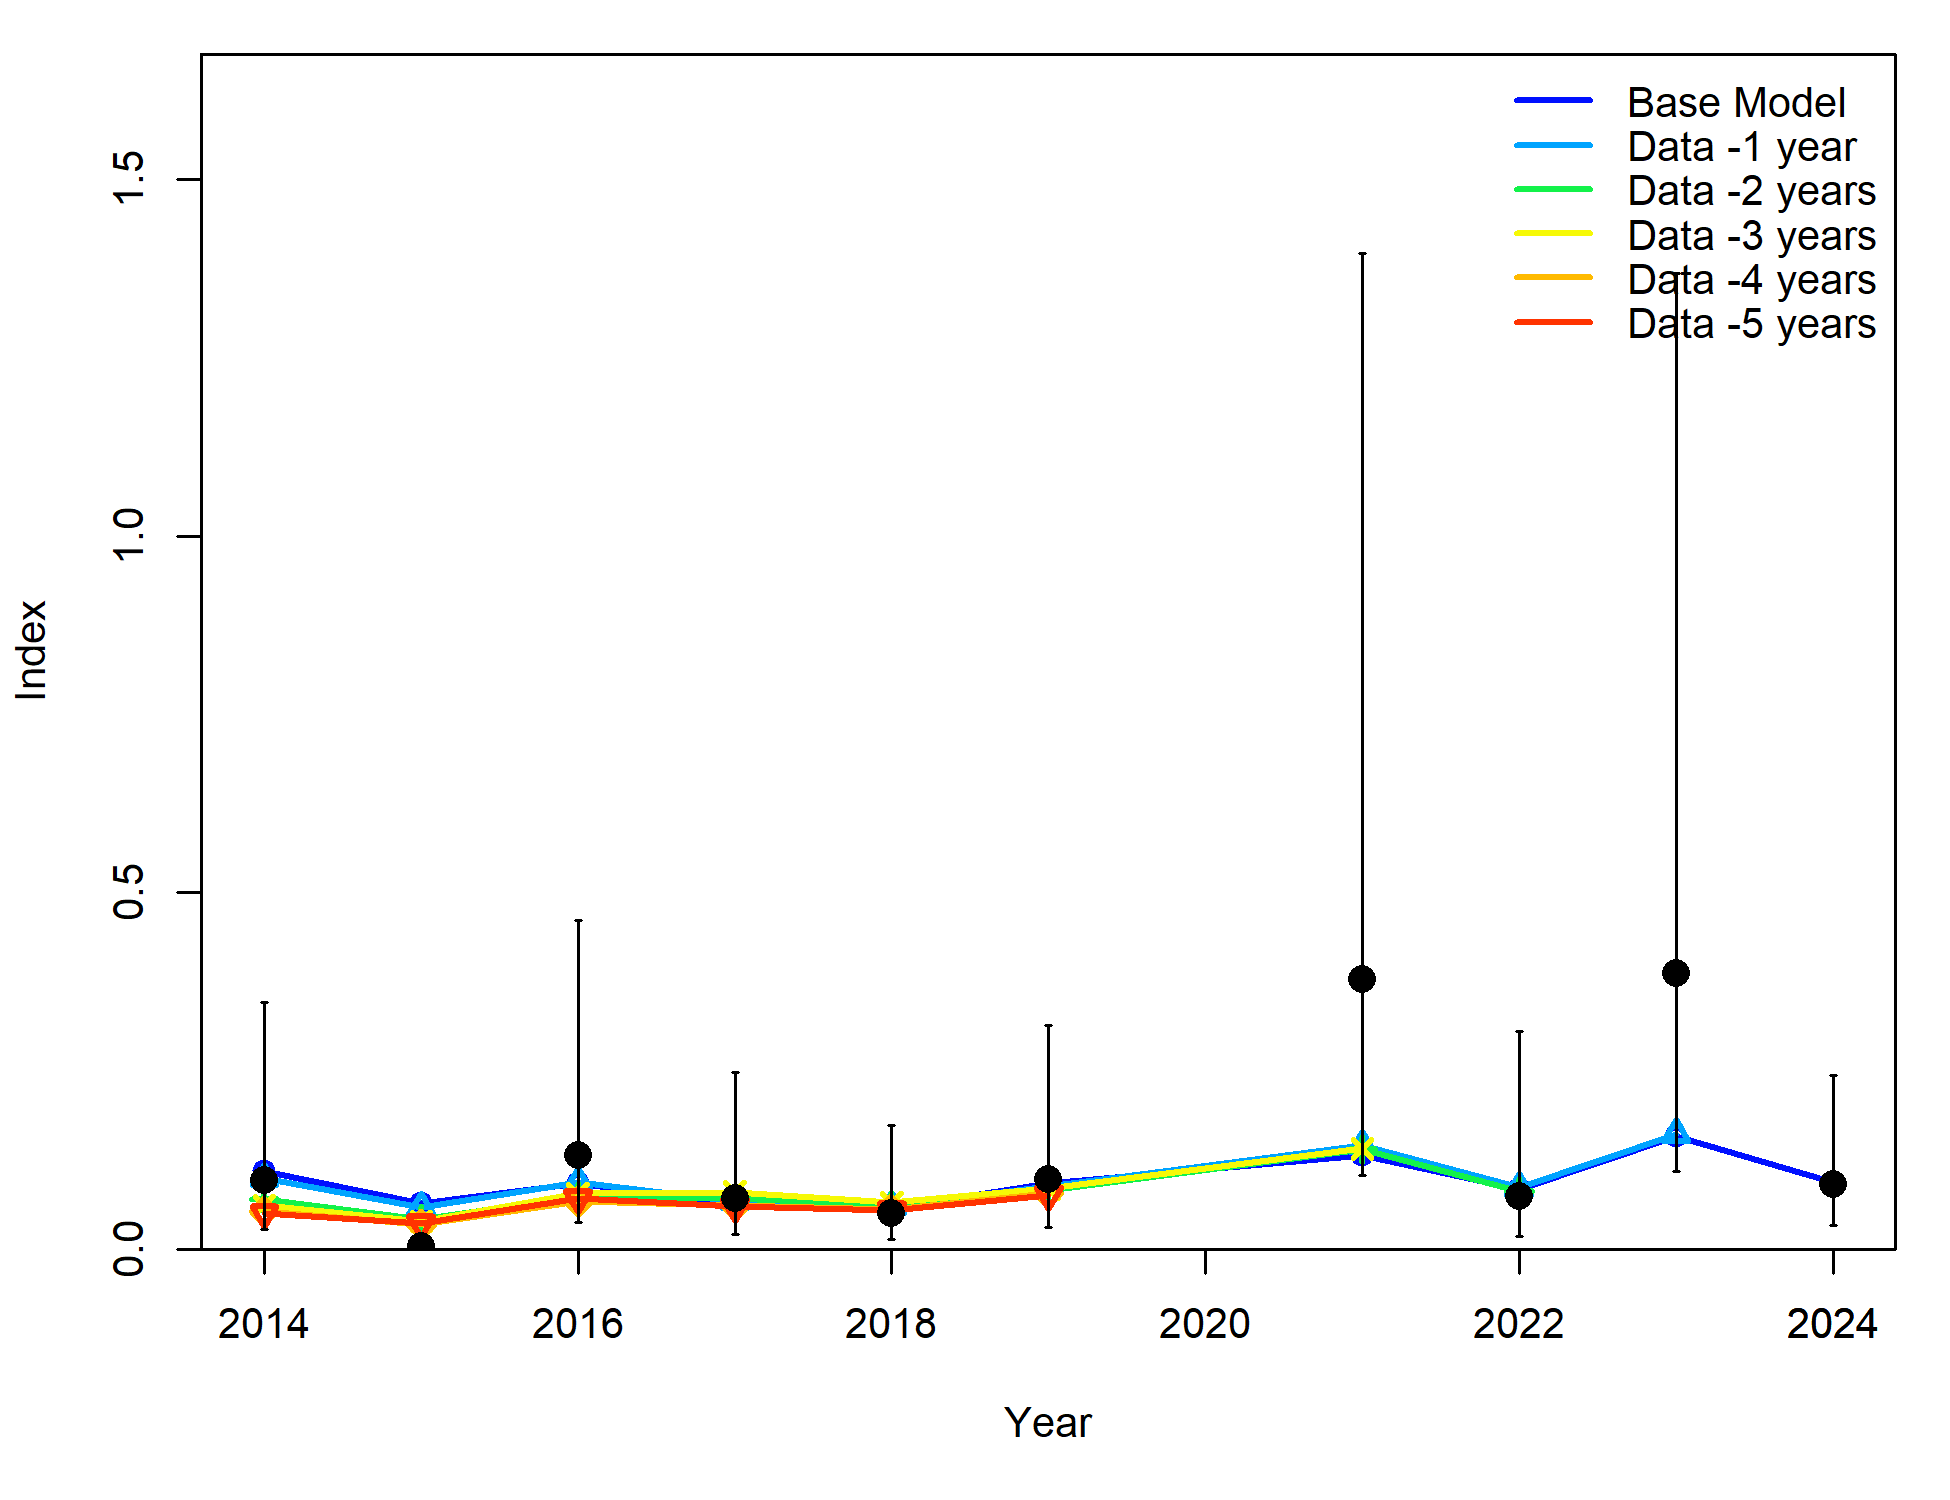 Base Model
Data -1 year
Data -2 years
Data -3 years
Data -4 years
Data -5 years
1.5
1.0
0.5
0.0
Index
2014 2016 2018 2020 2022 2024
Year